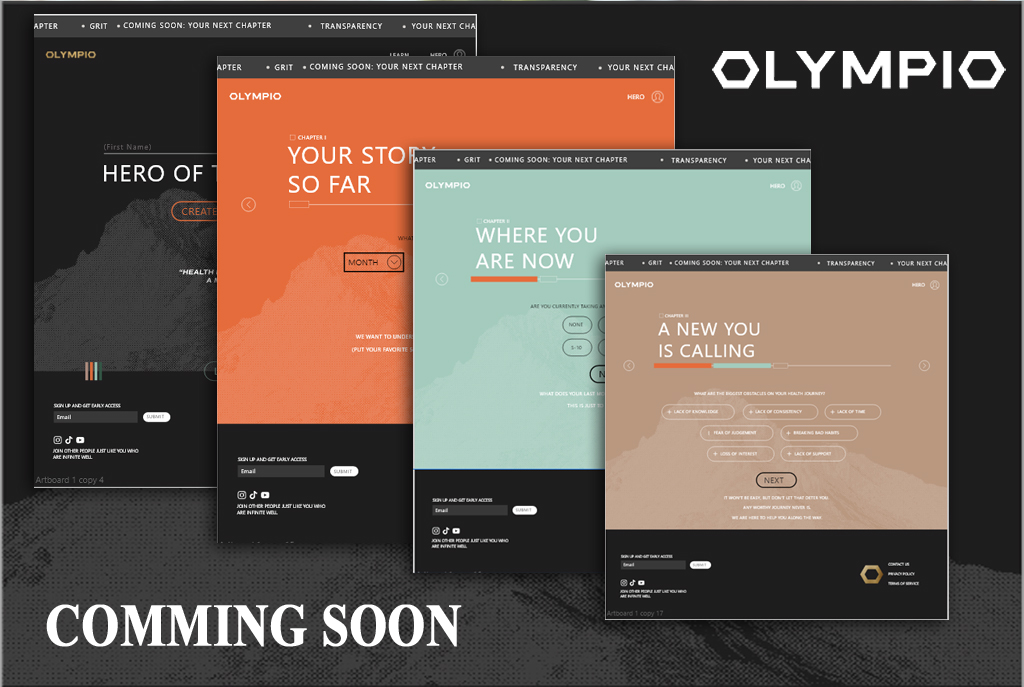 APTER • GRIT • COMING SOON: YOUR NEXT CHAPTER • TRANSPARENCY • YOUR NEXT CHA
OLYMPIO LEARN HERO
(First Name)
HERO OF
CREATE
"HEALTH
SIGN UP AND GET EARLY ACCESS
Email SUBMIT
JOIN OTHER PEOPLE JUST LIKE YOU WHO
ARE INFINITE WELL.
Artboard 1 copy 4
APTER • GRIT • COMING SOON: YOUR NEXT CHAPTER • TRANSPARENCY • YOUR NEXT CHA
OLYMPIO HERO
CHAPTER I
YOUR STORY
SO FAR
WHA
MONTH
WE WANT TO UNDER
(PUT YOUR FAVORITE S
SIGN UP AND GET EARLY ACCESS
Email SUBMIT
JOIN OTHER PEOPLE JUST LIKE YOU WHO
ARE INFINITE WELL.
APTER • GRIT • COMING SOON: YOUR NEXT CHAPTER • TRANSPARENCY • YOUR NEXT CHA
OLYMPIO HERO
CHAPTER II
WHERE YOU
ARE NOW
ARE YOU CURRENTLY TAKING A
NONE
5-10
N
WHAT DOES YOUR LAST
THIS IS JUST
SIGN UP AND GET EARLY ACCESS
Email SUBMIT
JOIN OTHER PEOPLE JUST LIKE YOU WHO
ARE INFINITE WELL.
APTER • GRIT • COMING SOON: YOUR NEXT CHAPTER • TRANSPARENCY • YOUR NEXT CHA
OLYMPIO HERO
CHAPTER III
A NEW YOU
IS CALLING
WHAT ARE THE BIGGEST OBSTACLES ON YOUR HEALTH JOURNEY?
+ LACK OF KNOWLEDGE + LACK OF CONSISTENCY + LACK OF TIME
FEAR OF JUDGEMENT + BREAKING BAD HABITS
+ LOSS OF INTEREST + LACK OF SUPPORT
NEXT
IT WON'T BE EASY, BUT DON'T LET THAT DETER YOU.
ANY WORTHY JOURNEY NEVER IS.
WE ARE HERE TO HELP YOU ALONG THE WAY.
SIGN UP AND GET EARLY ACCESS
Email SUBMIT
JOIN OTHER PEOPLE JUST LIKE YOU WHO
ARE INFINITE WELL.
CONTACT US
PRIVACY POLICY
TERMS OF SERVICE
Artboard 1 copy 17
OLYMPIO
COMMING SOON